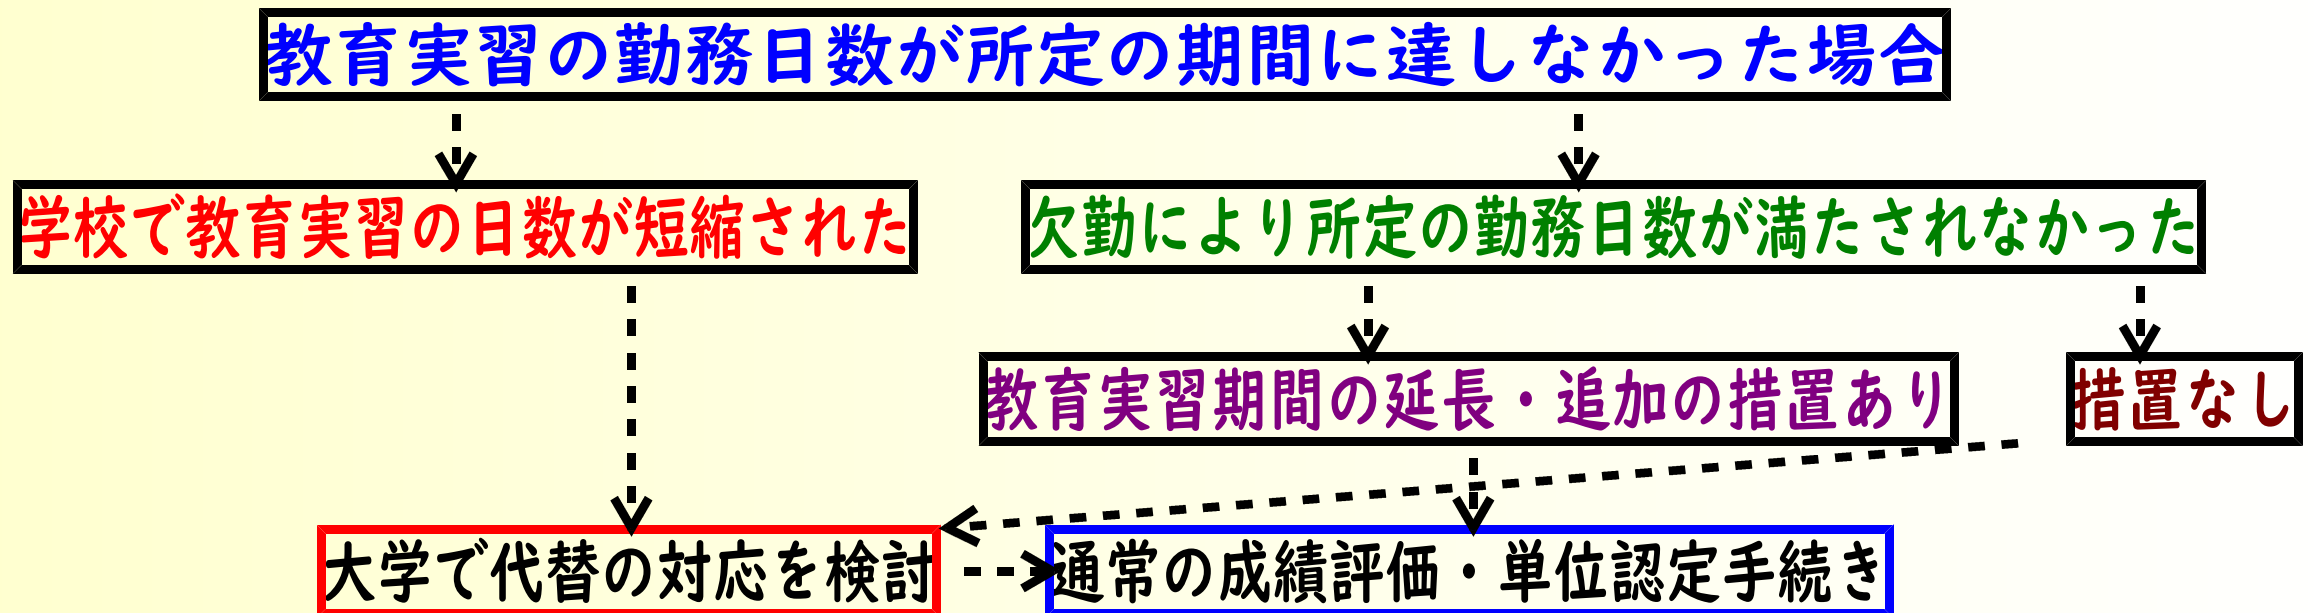 教育実習の勤務日数が所定の期間に達しなかった場合
学校で教育実習の日数が短縮された
欠勤により所定の勤務日数が満たされなかった
教育実習期間の延長・追加の措置あり
措置なし
大学で代替の対応を検討
通常の成績評価・単位認定手続き